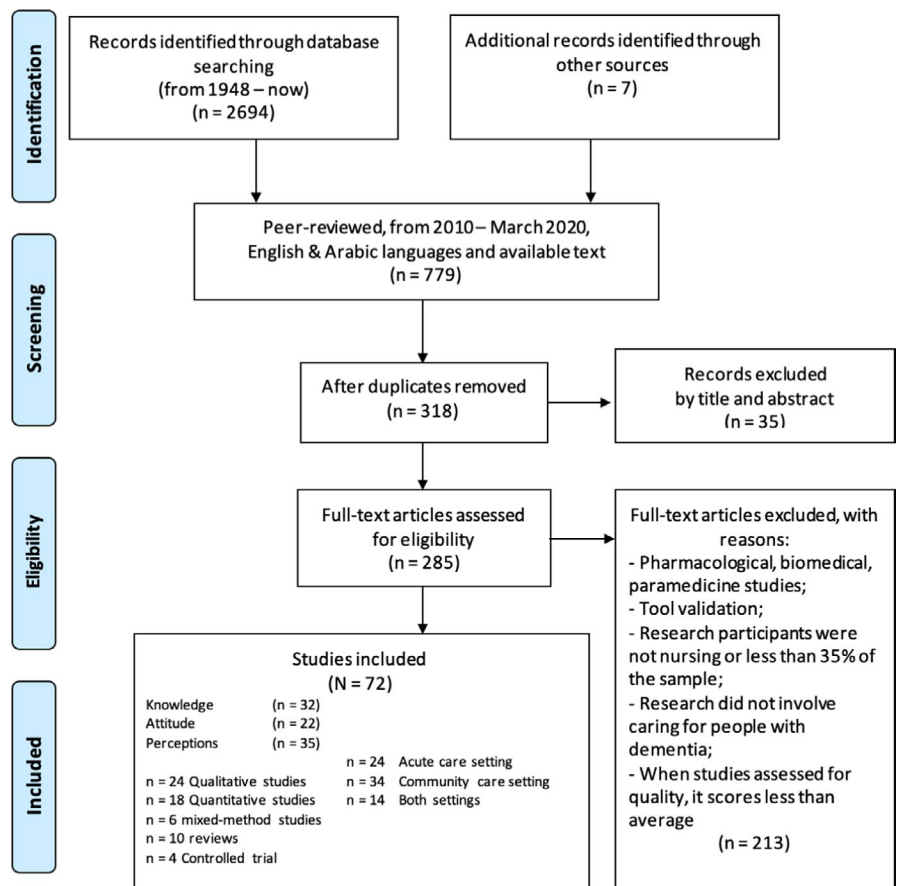 Identification
Records identified through database
searching
(from 1948 – now)
(n = 2694)
Additional records identified through
other sources
(n = 7)
Screening
Peer-reviewed, from 2010 – March 2020,
English & Arabic languages and available text
(n = 779)
After duplicates removed
(n = 318)
Records excluded
by title and abstract
(n = 35)
Eligibility
Full-text articles assessed
for eligibility
(n = 285)
Full-text articles excluded, with
reasons:
- Pharmacological, biomedical,
paramedicine studies;
- Tool validation;
- Research participants were
not nursing or less than 35% of
the sample;
- Research did not involve
caring for people with
dementia;
- When studies assessed for
quality, it scores less than
average
(n = 213)
Included
Studies included
(N = 72)
Knowledge (n = 32)
Attitude (n = 22)
Perceptions (n = 35)
n = 24 Qualitative studies
n = 18 Quantitative studies
n = 6 mixed-method studies
n = 10 reviews
n = 4 Controlled trial
n = 24 Acute care setting
n = 34 Community care setting
n = 14 Both settings